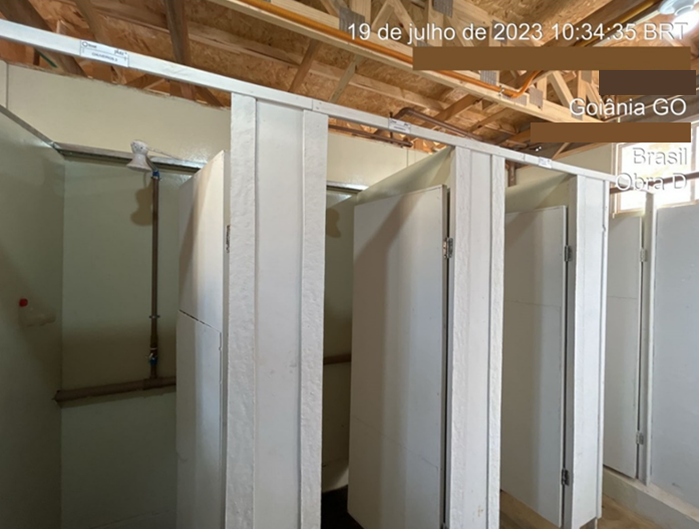 19 de julho de 2023 10:34:35 BRT
Goiânia GO
Brasil
Obra D